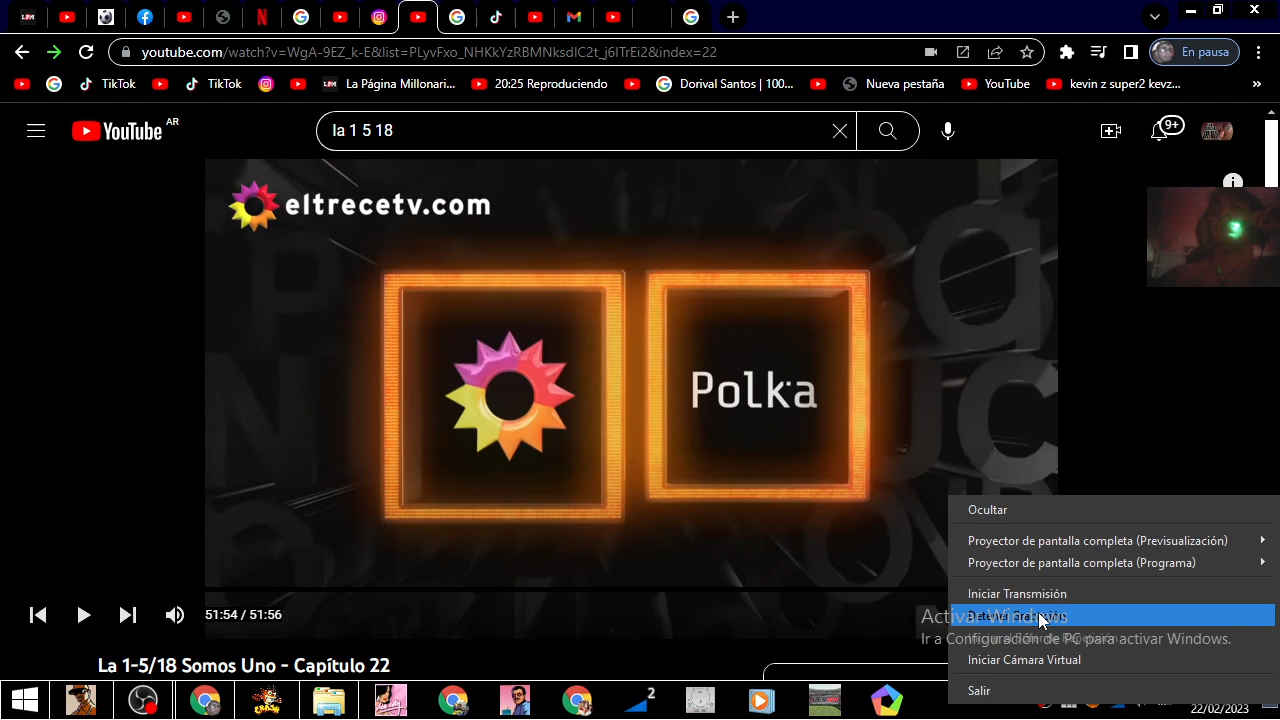 youtube.com/watch?v=WgA-9EZ_k-E&list=PLyvFxo_NHKkYzRBMNksdIC2t_j6lTrEi2&index=22
En pausa
TikTok
TikTok
La Página Millonari...
20:25 Reproduciendo
Dorival Santos | 100...
Nueva pestaña
YouTube
kevin z super2 kevz...
»
YouTube AR
la 1 5 18
9+
eltrecetv.com
Polka
Ocultar
Proyector de pantalla completa (Previsualización)
Proyector de pantalla completa (Programa)
Iniciar Transmisión
Detener Grabación
Activar Windows
Ir a Configuración de PC para activar Windows.
Iniciar Cámara Virtual
Salir
51:54 / 51:56
La 1-5/18 Somos Uno - Capítulo 22
2
22/02/2023